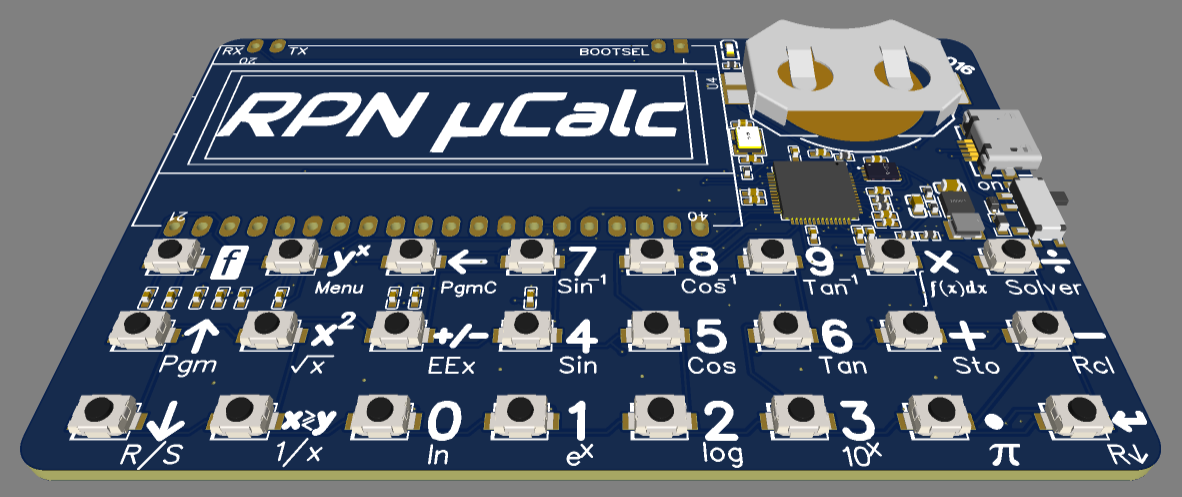 RX TX BOOTSEL
20 1
RPN µCalc
D4
016
on
21 40
f yˣ ← 7 8 9 × ÷
Menu PgmC Sin⁻¹ Cos⁻¹ Tan⁻¹ ∫f(x)dx Solver
↑ x² +/- 4 5 6 + −
Pgm √x EEx Sin Cos Tan Sto Rcl
↓ x≷y 0 1 2 3 • ↵
R/S 1/x ln eˣ log 10ˣ π R↓